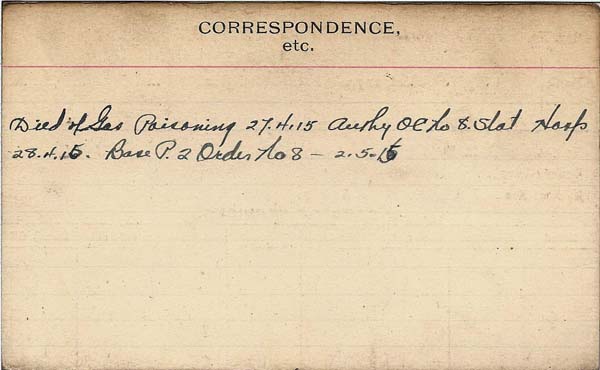 CORRESPONDENCE,
etc.
Died of Gas Poisoning 27.4.15 Authy OC No 8. Stat Hosp
28.4.15. Base P. 2 Order No 8 – 2.5.15